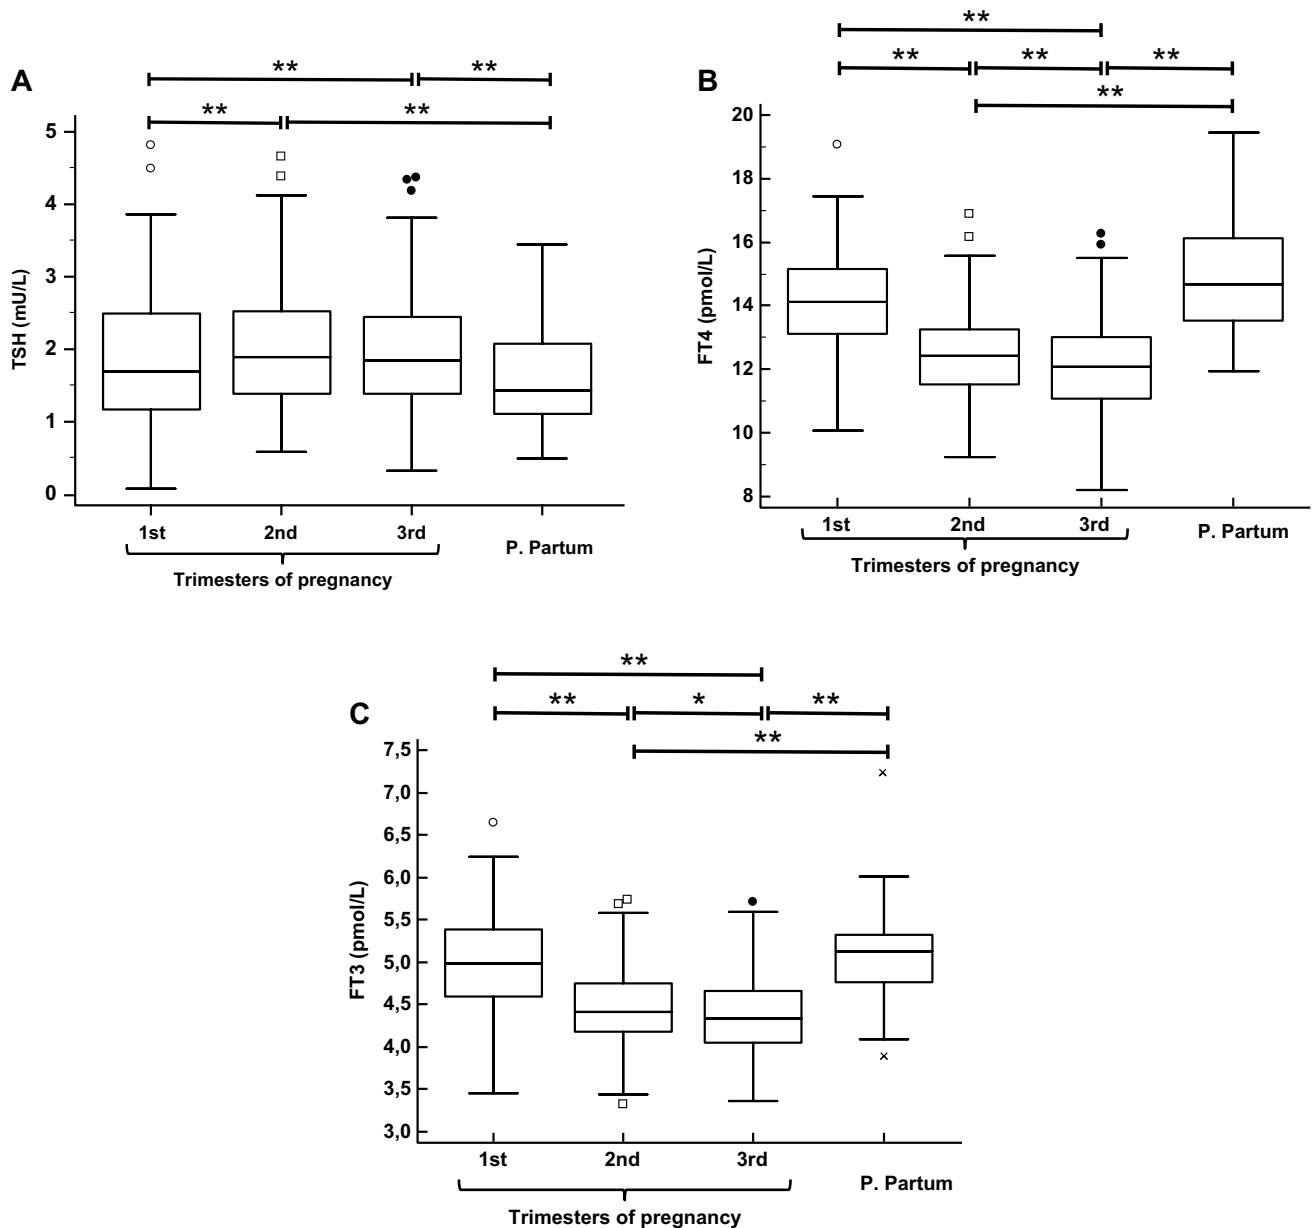 ** **
A
** **
TSH (mU/L)
5
4
3
2
1
0
1st 2nd 3rd P. Partum
Trimesters of pregnancy
**
** ** **
B
**
FT4 (pmol/L)
20
18
16
14
12
10
8
1st 2nd 3rd P. Partum
Trimesters of pregnancy
**
** * **
C
**
FT3 (pmol/L)
7,5
7,0
6,5
6,0
5,5
5,0
4,5
4,0
3,5
3,0
1st 2nd 3rd P. Partum
Trimesters of pregnancy